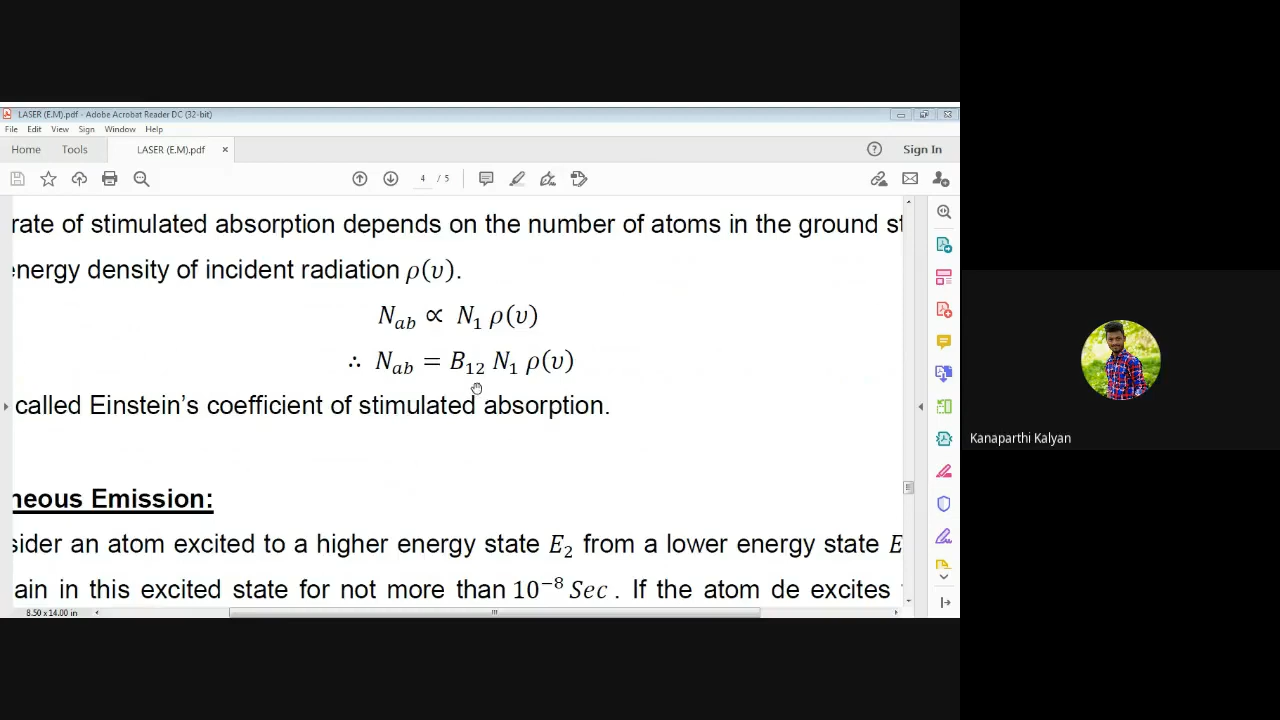 LASER (E.M).pdf - Adobe Acrobat Reader DC (32-bit)
File Edit View Sign Window Help
Home Tools LASER (E.M).pdf × Sign In
4 / 5
rate of stimulated absorption depends on the number of atoms in the ground st
energy density of incident radiation ρ(υ).
N_ab ∝ N_1 ρ(υ)
∴ N_ab = B_12 N_1 ρ(υ)
called Einstein's coefficient of stimulated absorption.
Kanaparthi Kalyan
neous Emission:
sider an atom excited to a higher energy state E_2 from a lower energy state E
ain in this excited state for not more than 10^−8 Sec . If the atom de excites
8.50 x 14.00 in